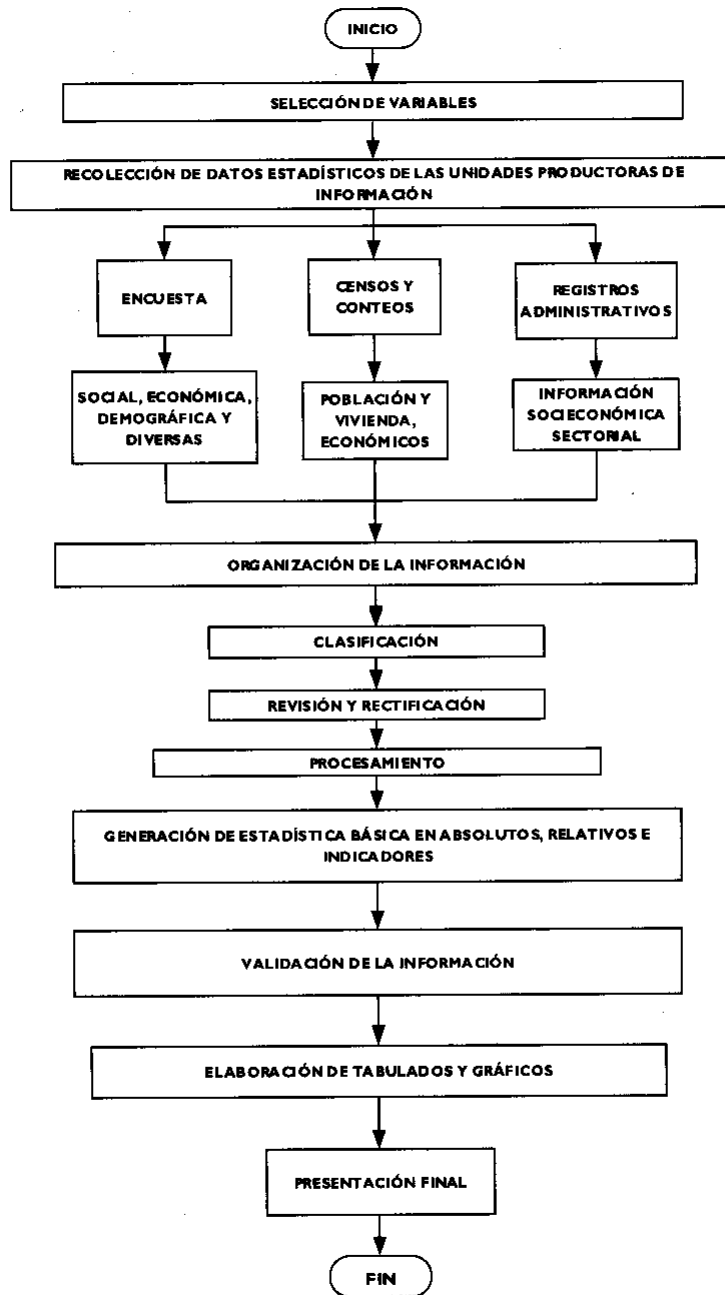 INICIO
SELECCIÓN DE VARIABLES
RECOLECCIÓN DE DATOS ESTADÍSTICOS DE LAS UNIDADES PRODUCTORAS DE
INFORMACIÓN
ENCUESTA
CENSOS Y
CONTEOS
REGISTROS
ADMINISTRATIVOS
SOCIAL, ECONÓMICA,
DEMOGRÁFICA Y
DIVERSAS
POBLACIÓN Y
VIVIENDA,
ECONÓMICOS
INFORMACIÓN
SOCIECONÓMICA
SECTORIAL
ORGANIZACIÓN DE LA INFORMACIÓN
CLASIFICACIÓN
REVISIÓN Y RECTIFICACIÓN
PROCESAMIENTO
GENERACIÓN DE ESTADÍSTICA BÁSICA EN ABSOLUTOS, RELATIVOS E
INDICADORES
VALIDACIÓN DE LA INFORMACIÓN
ELABORACIÓN DE TABULADOS Y GRÁFICOS
PRESENTACIÓN FINAL
FIN